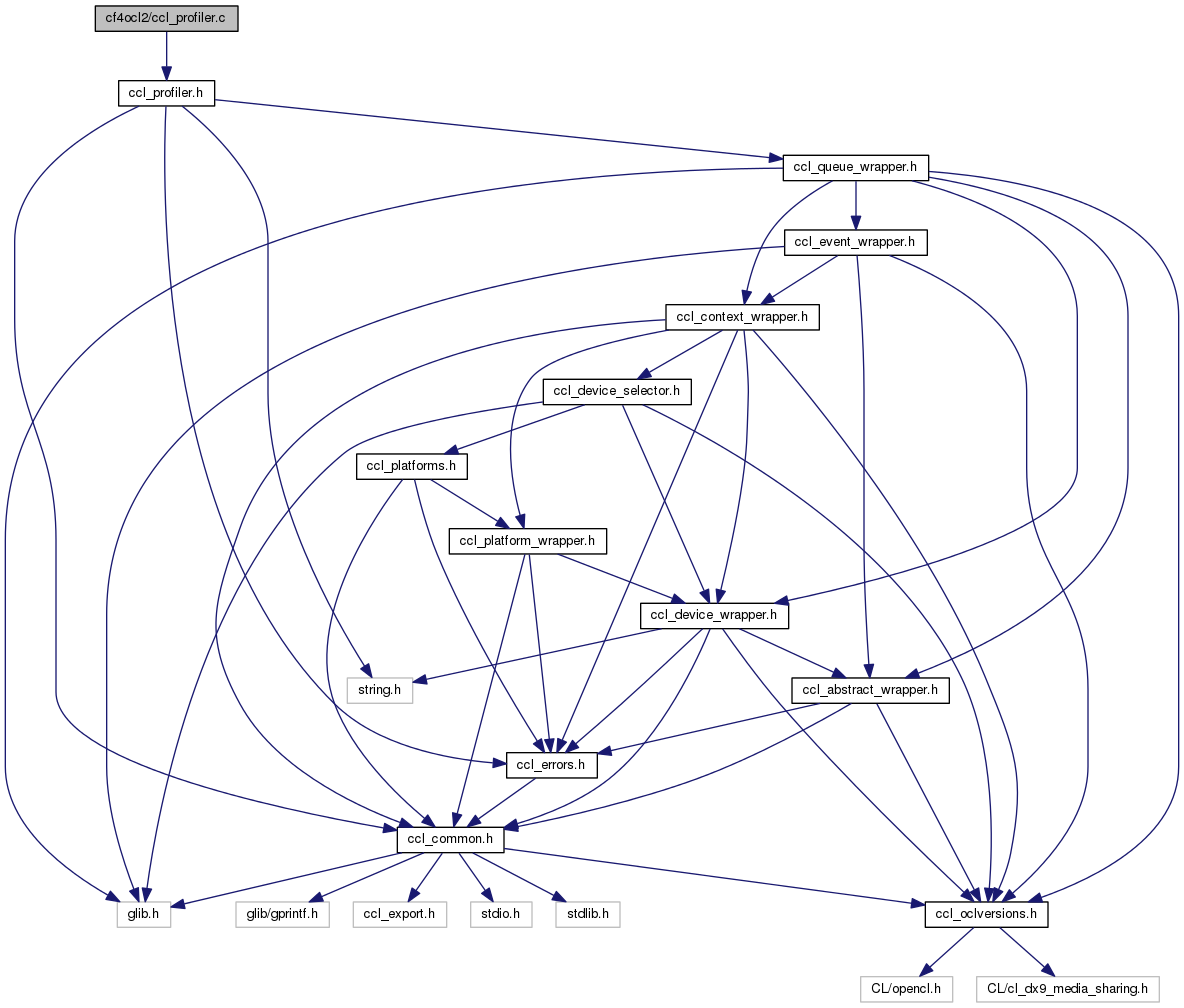 cf4ocl2/ccl_profiler.c
ccl_profiler.h
ccl_queue_wrapper.h
ccl_event_wrapper.h
ccl_context_wrapper.h
ccl_device_selector.h
ccl_platforms.h
ccl_platform_wrapper.h
ccl_device_wrapper.h
string.h
ccl_abstract_wrapper.h
ccl_errors.h
ccl_common.h
glib.h
glib/gprintf.h
ccl_export.h
stdio.h
stdlib.h
ccl_oclversions.h
CL/opencl.h
CL/cl_dx9_media_sharing.h